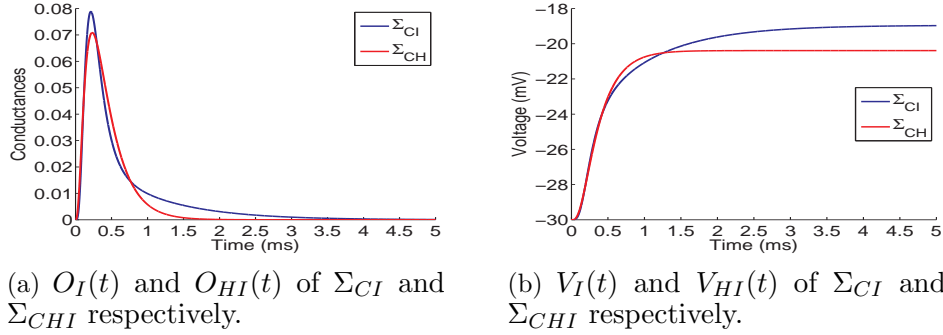 0.08
0.07
0.06
0.05
0.04
0.03
0.02
0.01
0
Conductances
0 0.5 1 1.5 2 2.5 3 3.5 4 4.5 5
Time (ms)
Σ_CI
Σ_CH
−18
−20
−22
−24
−26
−28
−30
Voltage (mV)
0 0.5 1 1.5 2 2.5 3 3.5 4 4.5 5
Time (ms)
Σ_CI
Σ_CH
(a) O_I(t) and O_HI(t) of Σ_CI and
Σ_CHI respectively.
(b) V_I(t) and V_HI(t) of Σ_CI and
Σ_CHI respectively.